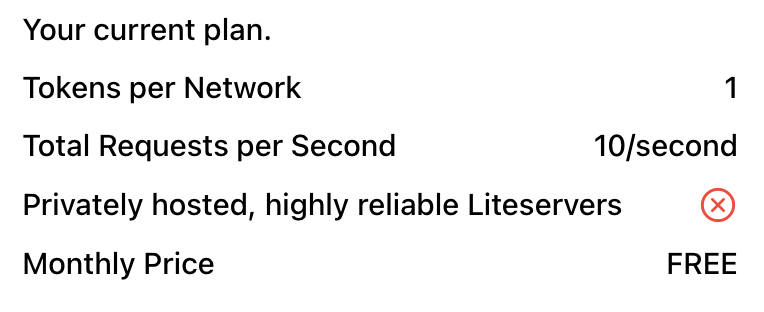 Your current plan.
Tokens per Network 1
Total Requests per Second 10/second
Privately hosted, highly reliable Liteservers
Monthly Price FREE